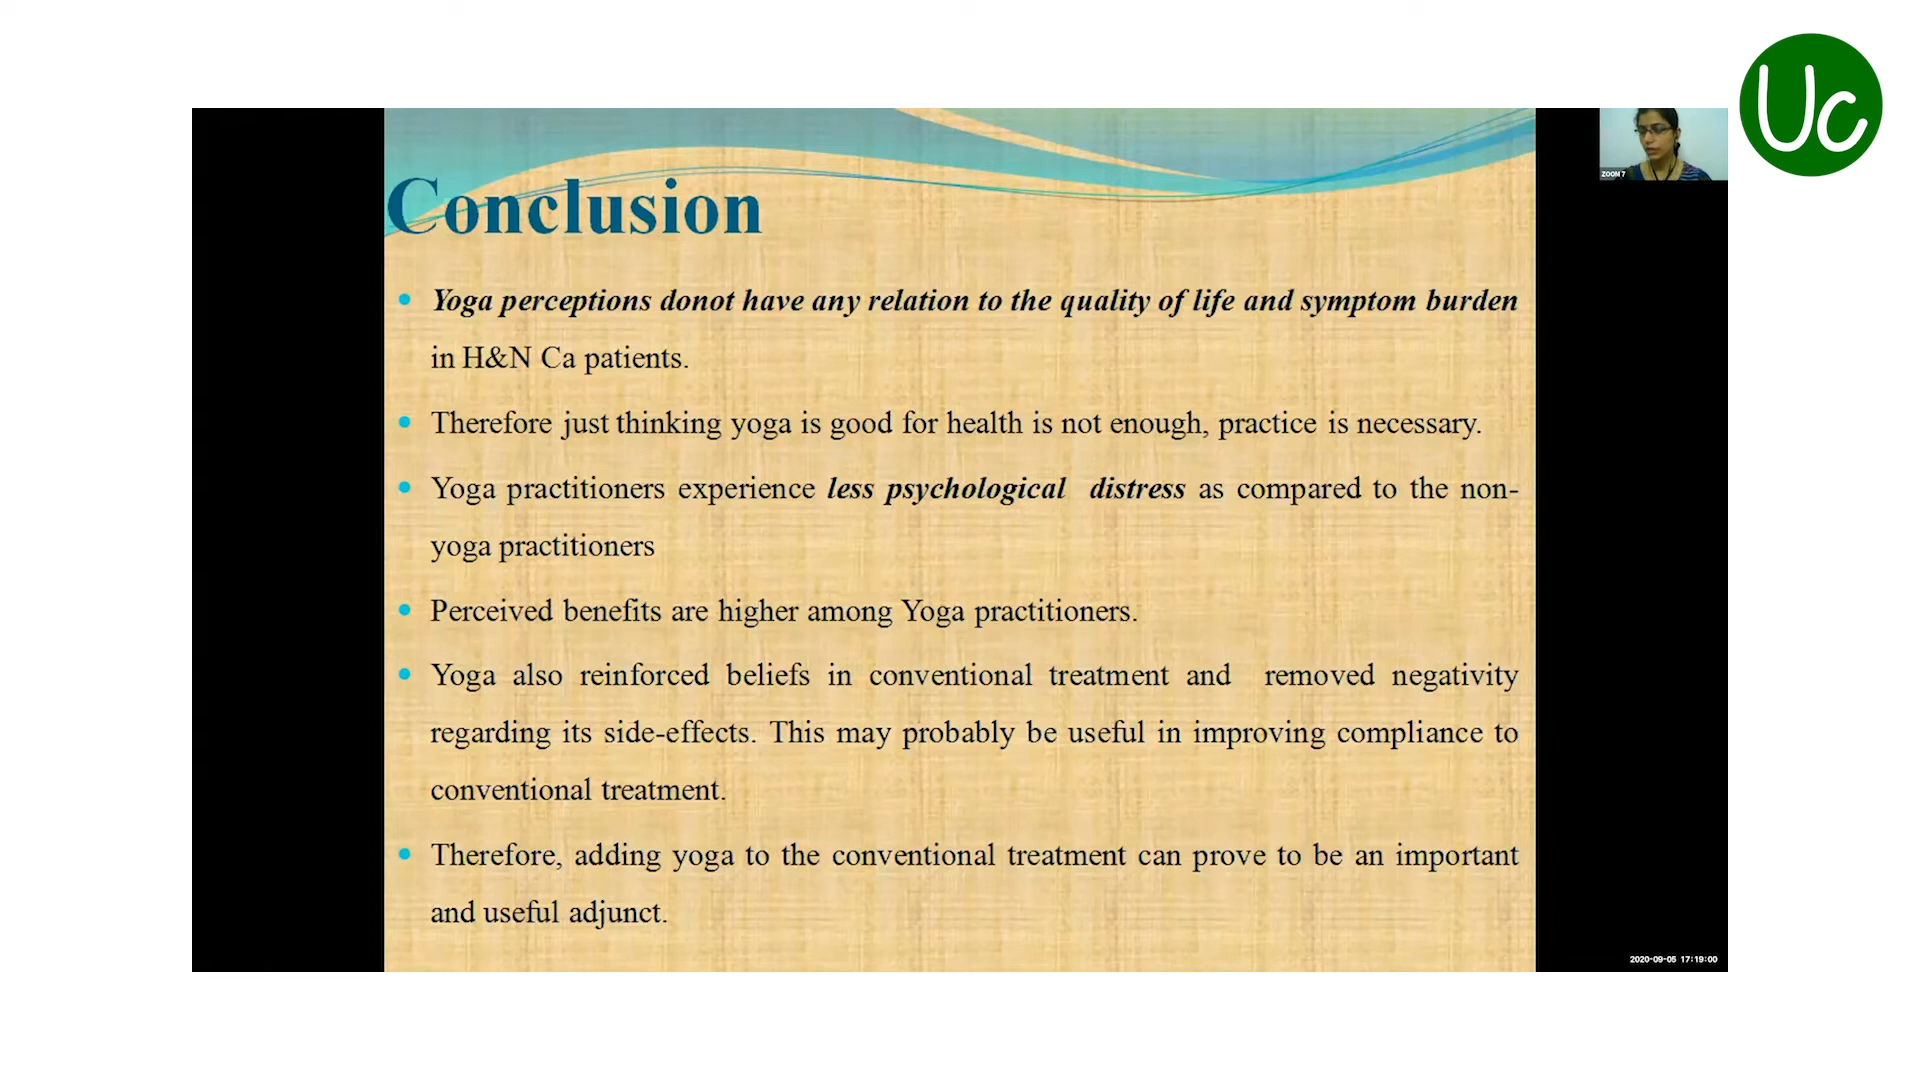 Uc
ZOON 7
Conclusion
Yoga perceptions donot have any relation to the quality of life and symptom burden
in H&N Ca patients.
Therefore just thinking yoga is good for health is not enough, practice is necessary.
Yoga practitioners experience less psychological distress as compared to the non-
yoga practitioners
Perceived benefits are higher among Yoga practitioners.
Yoga also reinforced beliefs in conventional treatment and removed negativity
regarding its side-effects. This may probably be useful in improving compliance to
conventional treatment.
Therefore, adding yoga to the conventional treatment can prove to be an important
and useful adjunct.
2020-09-05 17:19:00